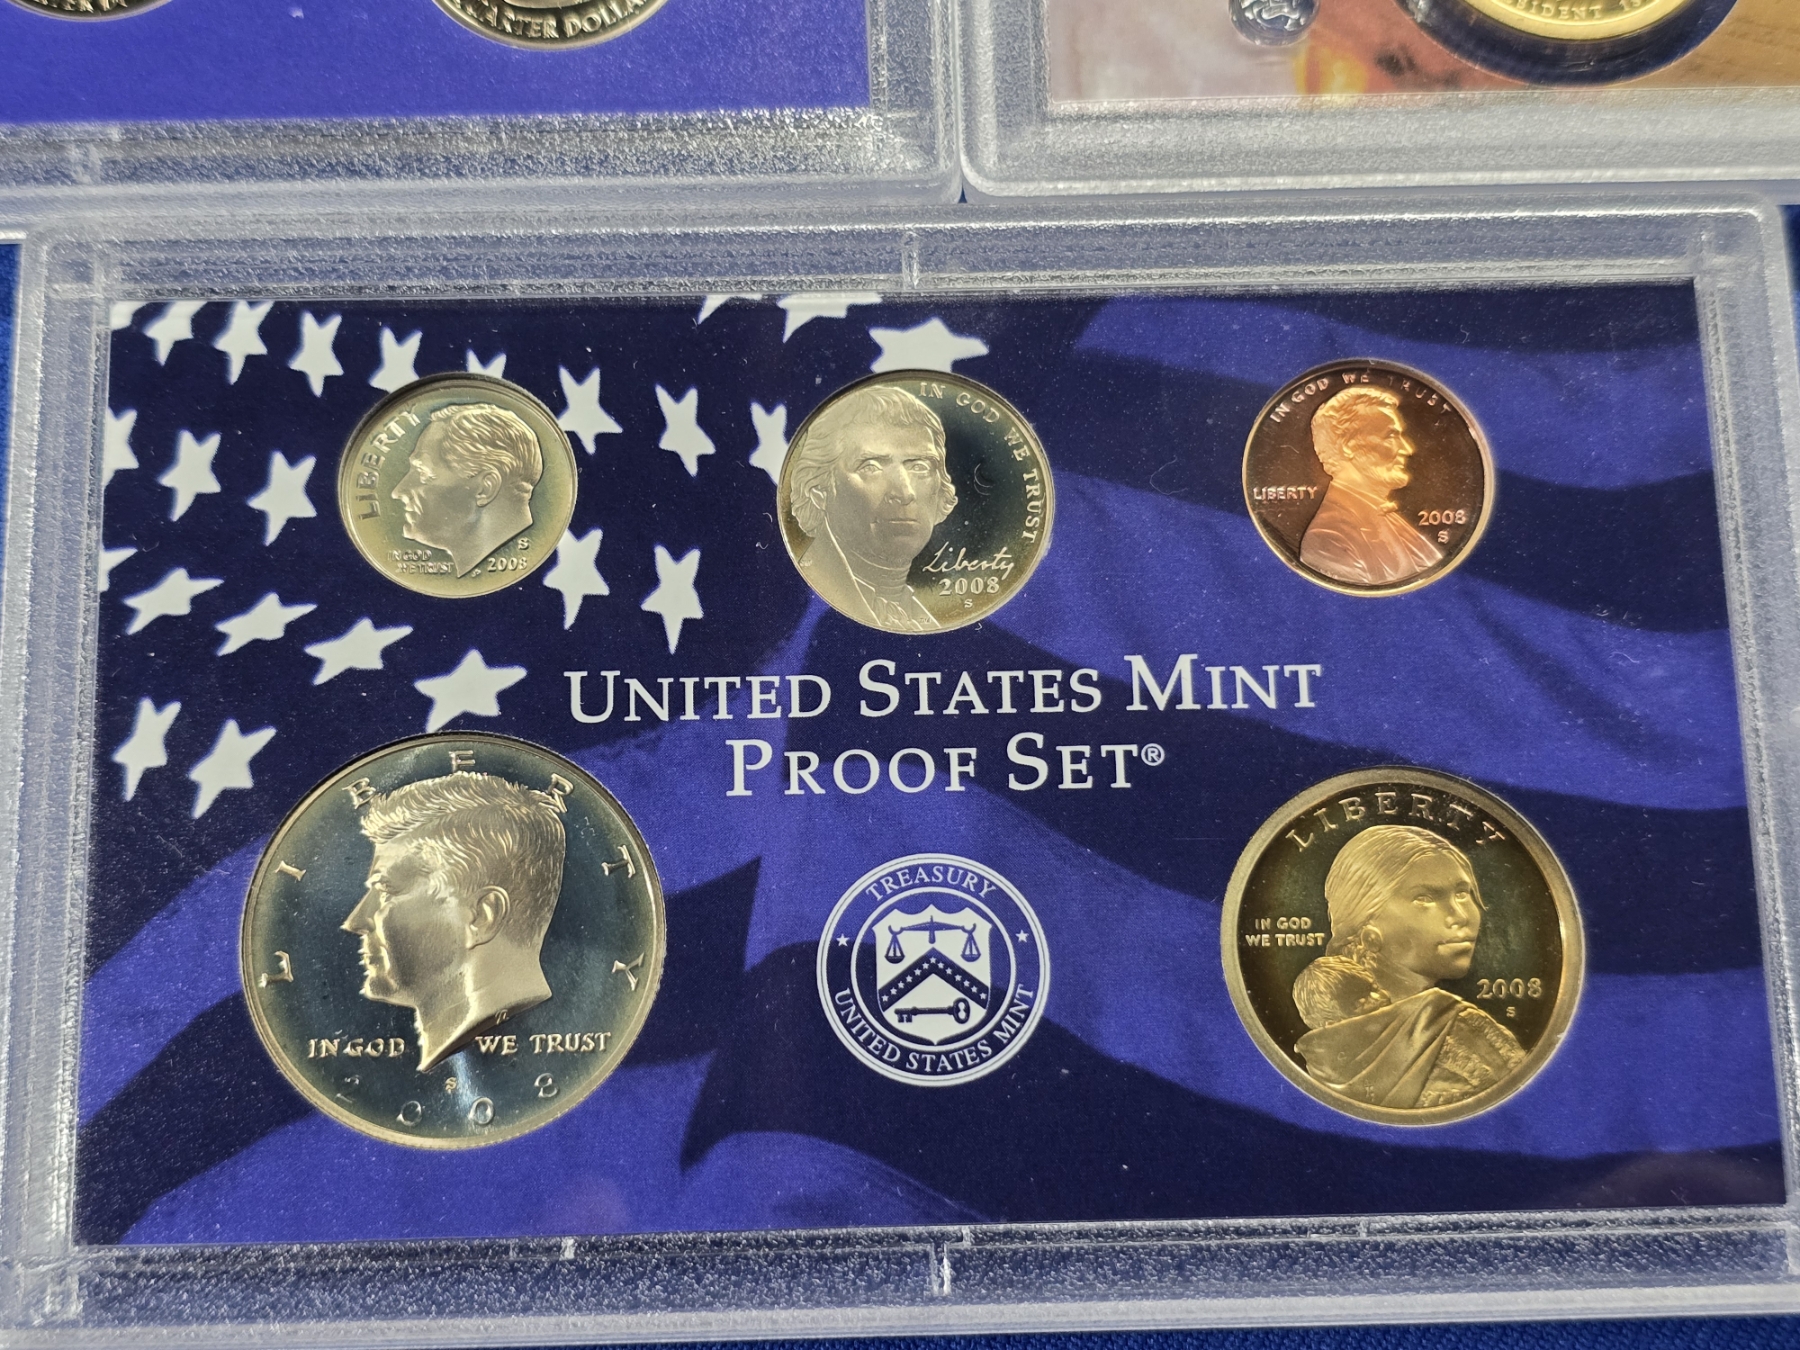 QUARTER DOLLAR
LIBERTY
IN GOD
WE TRUST
S
2008
IN GOD WE TRUST
Liberty
2008
S
IN GOD WE TRUST
LIBERTY
2008
S
UNITED STATES MINT
PROOF SET®
LIBERTY
IN GOD WE TRUST
S
2008
TREASURY
UNITED STATES MINT
LIBERTY
IN GOD
WE TRUST
2008
S